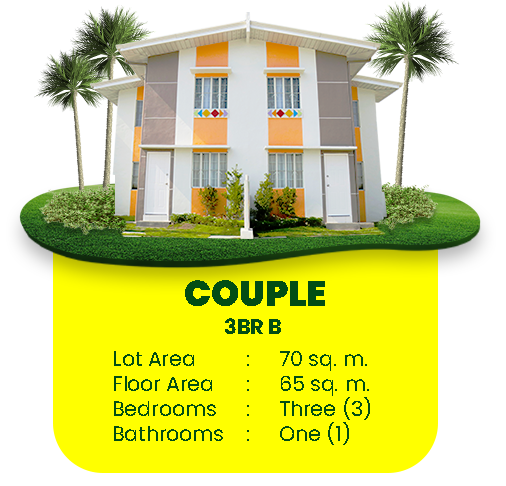 COUPLE
3BR B
Lot Area : 70 sq. m.
Floor Area : 65 sq. m.
Bedrooms : Three (3)
Bathrooms : One (1)